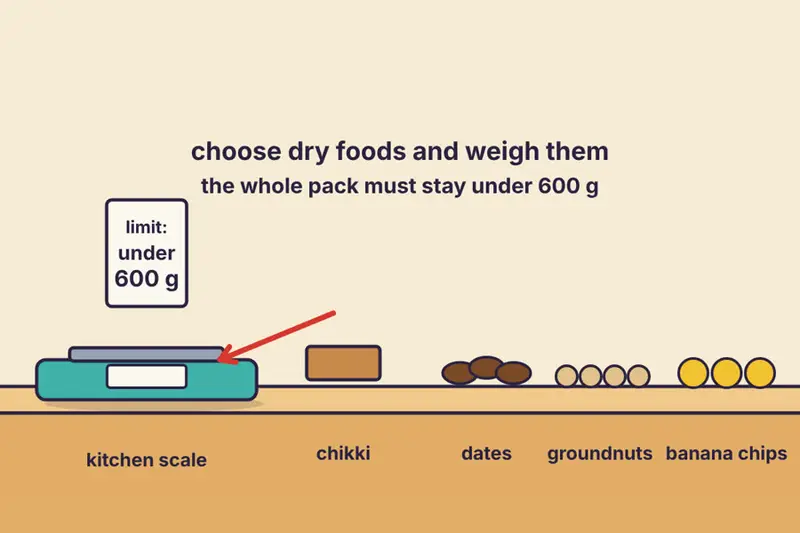 choose dry foods and weigh them
the whole pack must stay under 600 g
limit:
under
600 g
kitchen scale
chikki
dates
groundnuts
banana chips